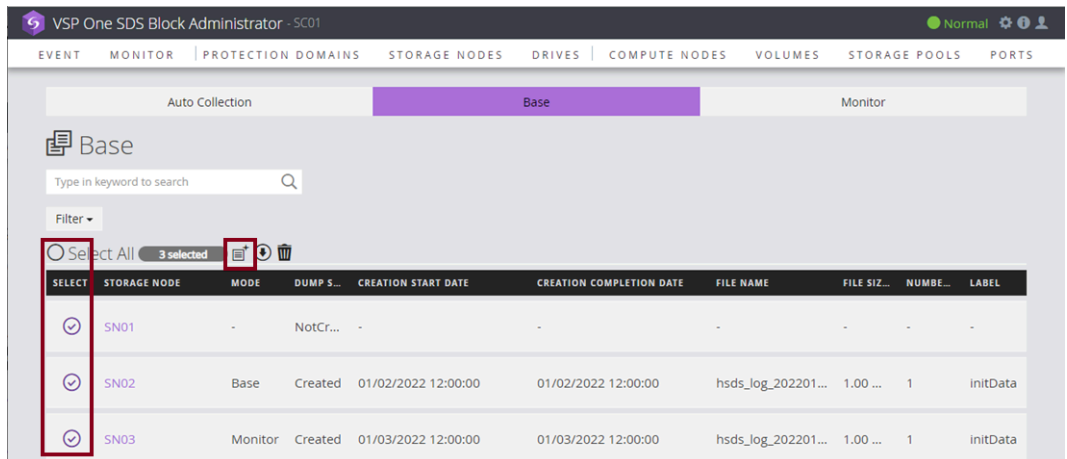 VSP One SDS Block Administrator - SC01 Normal
EVENT MONITOR PROTECTION DOMAINS STORAGE NODES DRIVES COMPUTE NODES VOLUMES STORAGE POOLS PORTS
Auto Collection Base Monitor
Base
Type in keyword to search
Filter
Select All 3 selected
SELECT STORAGE NODE MODE DUMP S... CREATION START DATE CREATION COMPLETION DATE FILE NAME FILE SIZ... NUMBE... LABEL
SN01 - NotCr... - - - - - -
SN02 Base Created 01/02/2022 12:00:00 01/02/2022 12:00:00 hsds_log_202201... 1.00 ... 1 initData
SN03 Monitor Created 01/03/2022 12:00:00 01/03/2022 12:00:00 hsds_log_202201... 1.00 ... 1 initData